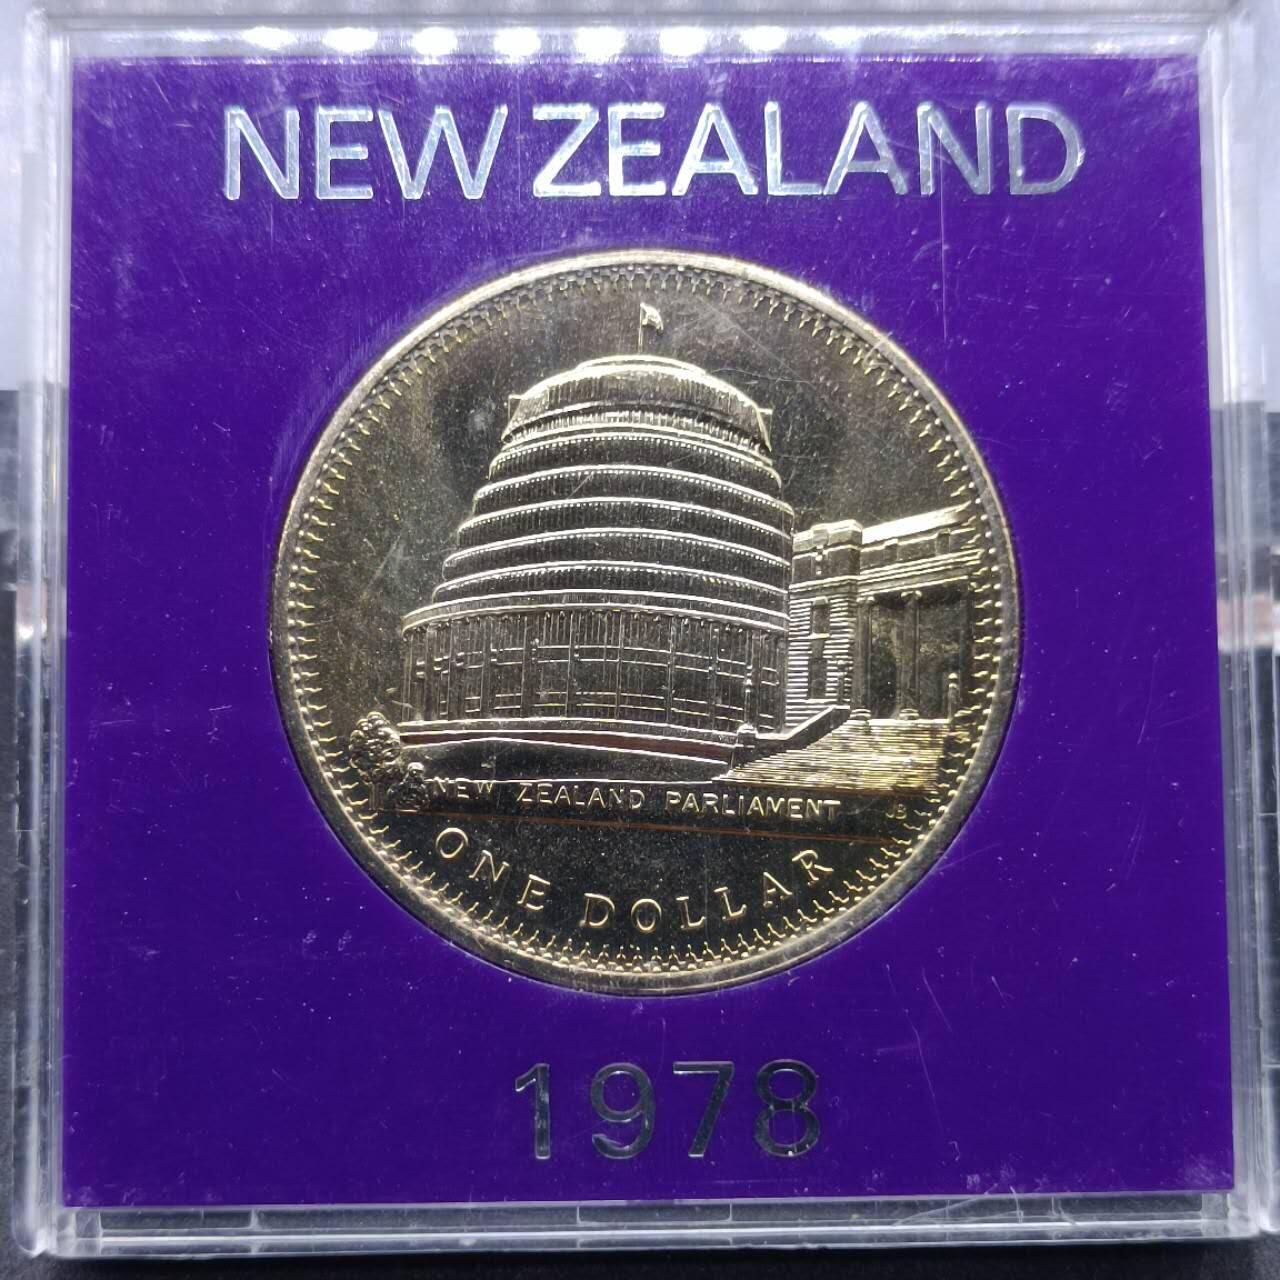 NEW ZEALAND
NEW ZEALAND PARLIAMENT
JB
ONE DOLLAR
1978